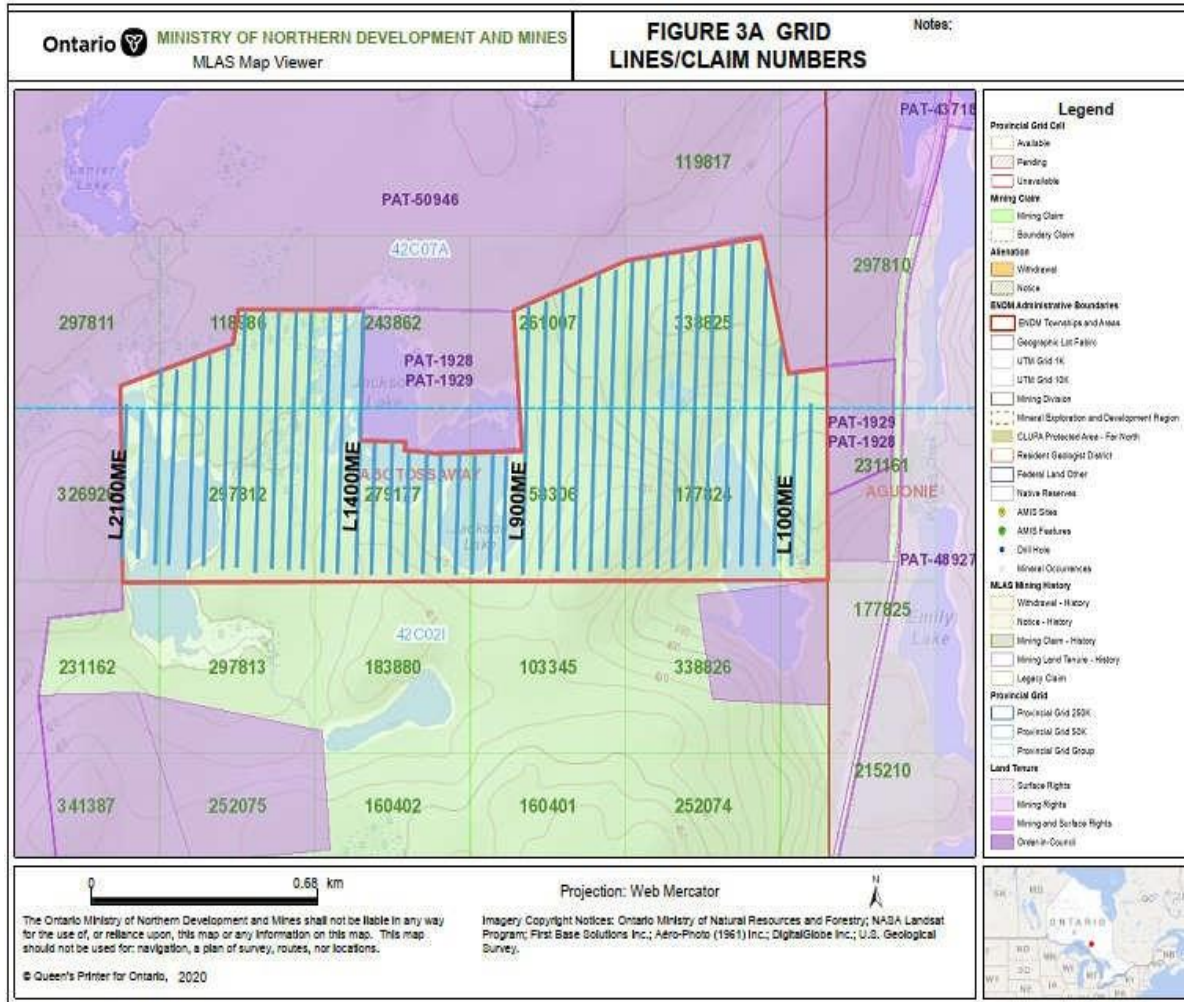 Ontario
MINISTRY OF NORTHERN DEVELOPMENT AND MINES
MLAS Map Viewer
FIGURE 3A GRID
LINES/CLAIM NUMBERS
Notes:
PAT-43718
119817
PAT-50946
42C07A
297810
297811
118986
243862
261007
338825
PAT-1928
PAT-1929
PAT-1929
PAT-1928
231161
L2100ME
L1400ME
L900ME
L100ME
297812
279177
177824
AGUONIE
Lake
PAT-48927
177825
Emily
Lake
42C02I
231162
297813
183880
103345
338826
215210
341387
252075
160402
160401
252074
Legend
Provincial Grid Cell
Available
Pending
Unavailable
Mining Claim
Mining Claim
Boundary Claim
Alienation
Withdrawal
Notice
ENDM Administrative Boundaries
ENDM Townships and Areas
Geographic Lot Fabric
UTM Grid 1K
UTM Grid 10K
Mining Division
Mineral Exploration and Development Region
CLUPA Protected Area - Far North
Resident Geologist District
Federal Land Other
Native Reserves
AMIS Sites
AMIS Features
Drill Hole
Mineral Occurrences
MLAS Mining History
Withdrawal - History
Notice - History
Mining Claim - History
Mining Land Tenure - History
Legacy Claim
Provincial Grid
Provincial Grid 250K
Provincial Grid 50K
Provincial Grid Group
Land Tenure
Surface Rights
Mining Rights
Mining and Surface Rights
Order-in-Council
0 0.68 km
The Ontario Ministry of Northern Development and Mines shall not be liable in any way
for the use of, or reliance upon, this map or any information on this map. This map
should not be used for: navigation, a plan of survey, routes, nor locations.
© Queen's Printer for Ontario, 2020
Projection: Web Mercator
N
Imagery Copyright Notices: Ontario Ministry of Natural Resources and Forestry; NASA Landsat
Program; First Base Solutions Inc.; Aéro-Photo (1961) Inc.; DigitalGlobe Inc.; U.S. Geological
Survey.
ONTARIO